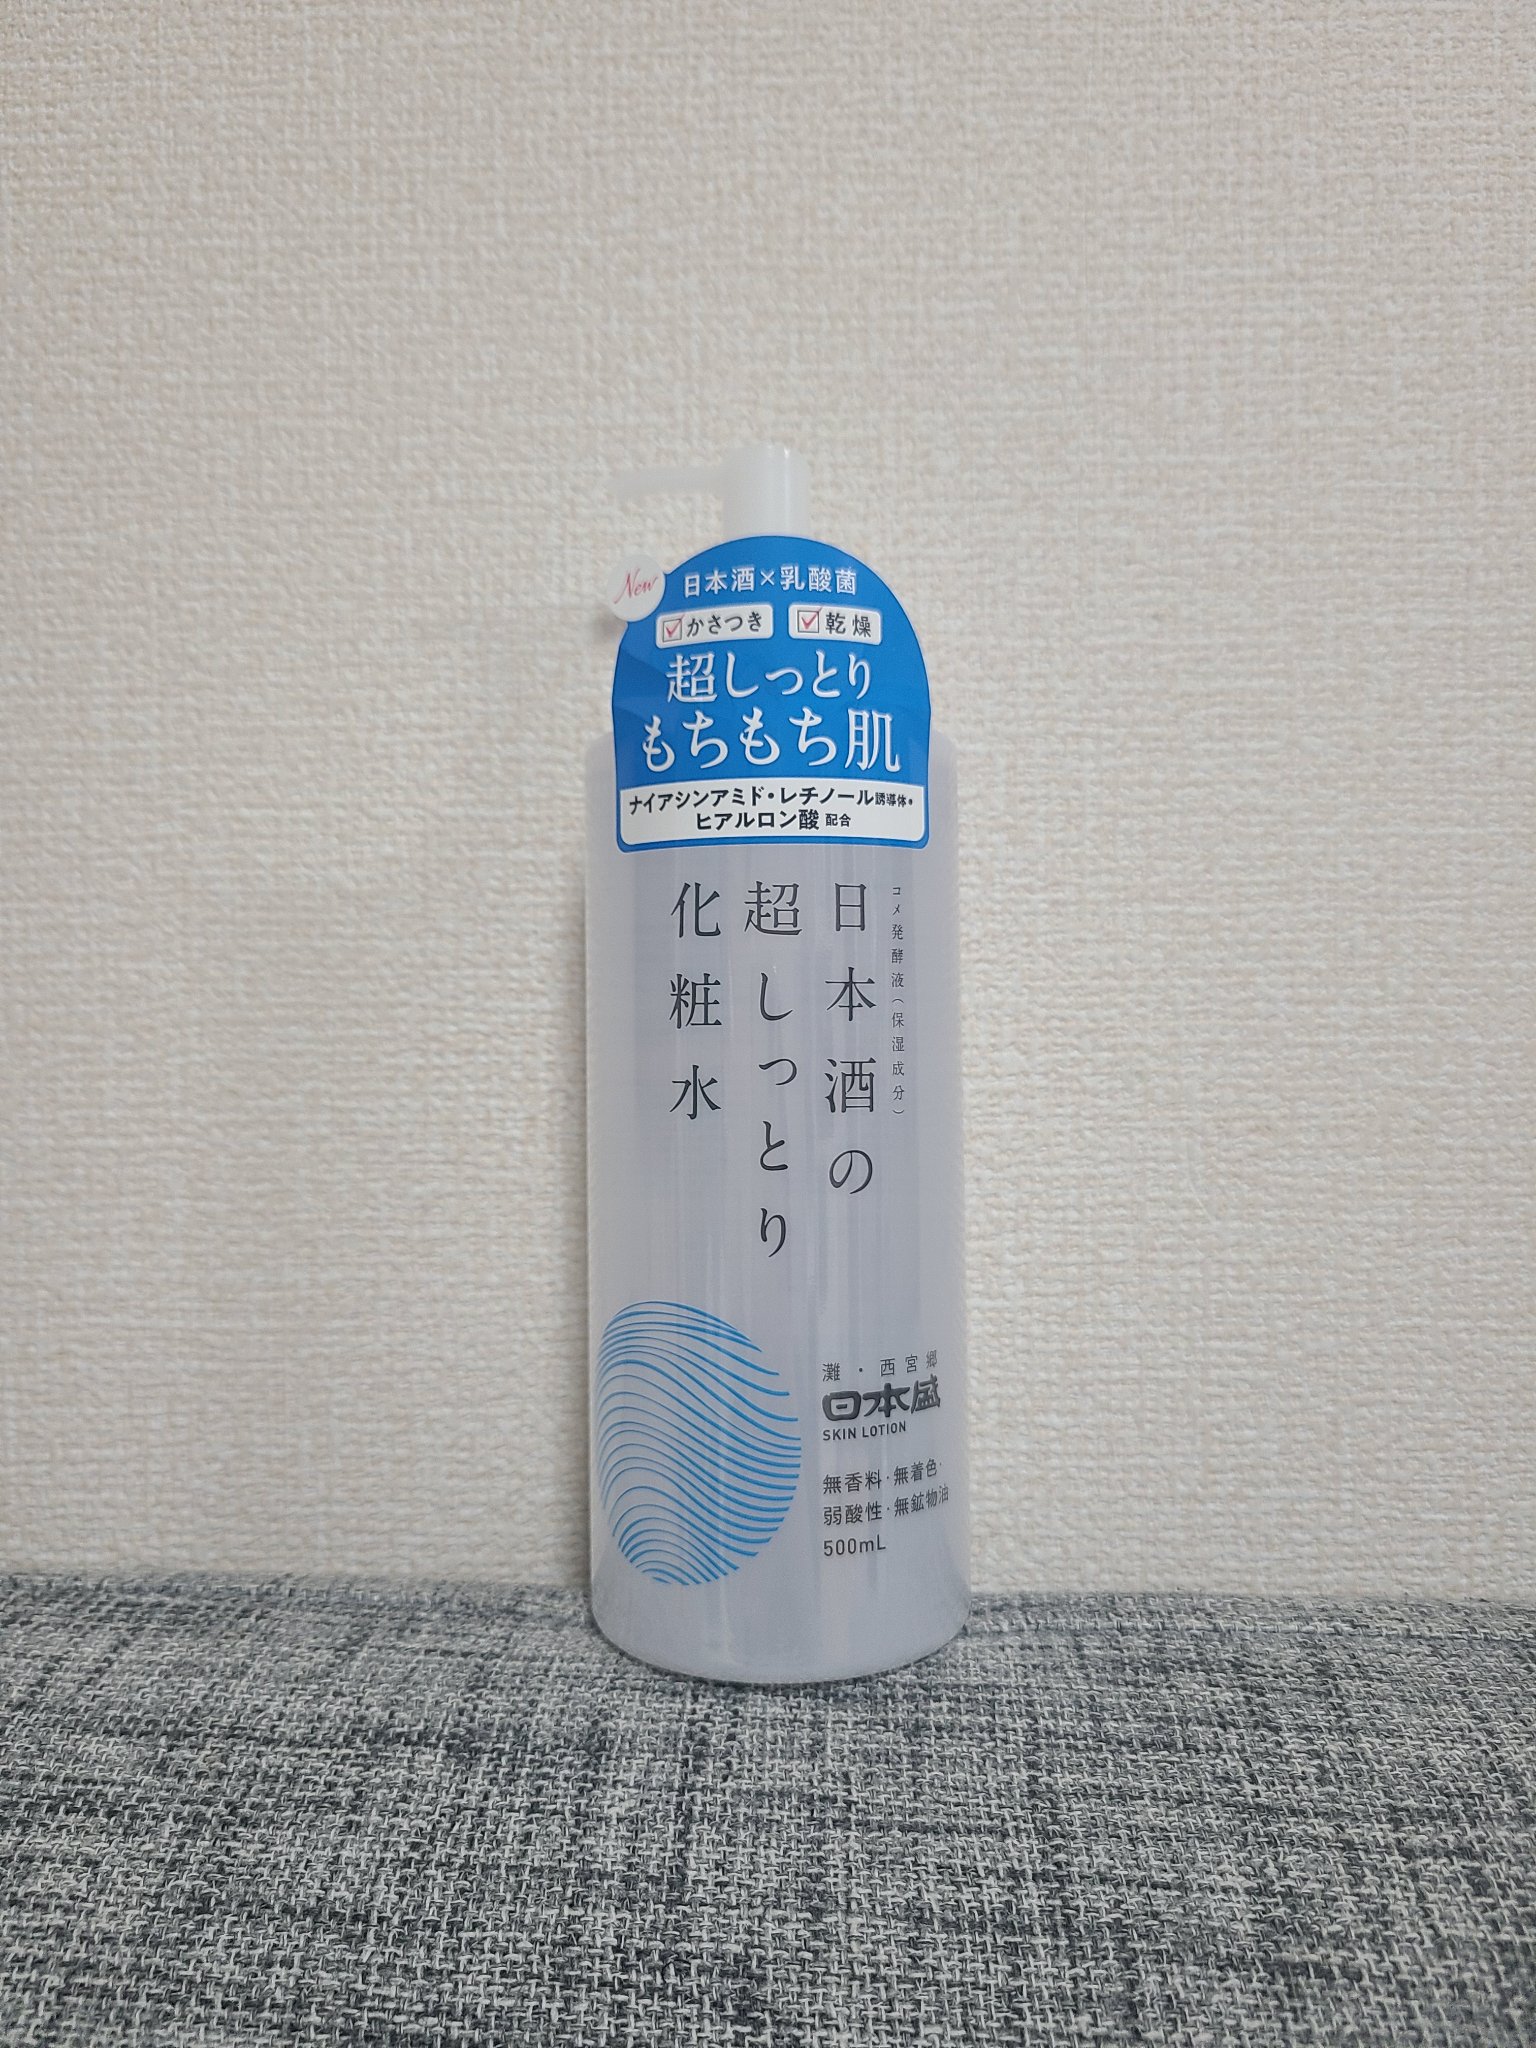 New
日本酒×乳酸菌
かさつき
乾燥
超しっとり
もちもち肌
ナイアシンアミド・レチノール誘導体・
ヒアルロン酸 配合
コメ発酵液(保湿成分)
日本酒の
超しっとり
化粧水
灘・西宮郷
日本盛
SKIN LOTION
無香料・無着色・
弱酸性・無鉱物油
500mL